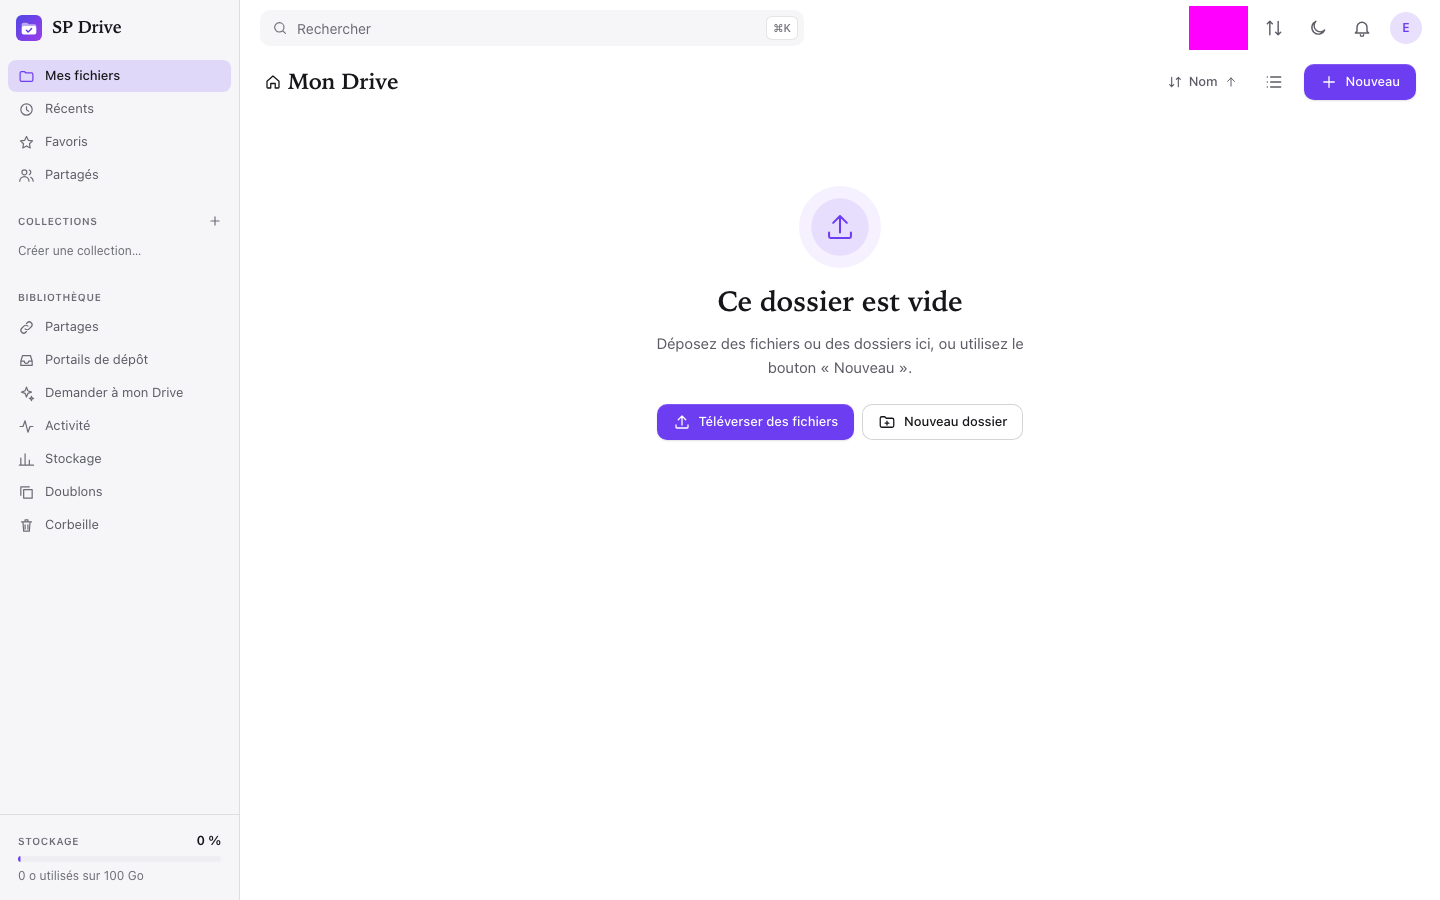 SP Drive
Rechercher
⌘K
E
Mes fichiers
Récents
Favoris
Partagés
COLLECTIONS
Créer une collection...
BIBLIOTHÈQUE
Partages
Portails de dépôt
Demander à mon Drive
Activité
Stockage
Doublons
Corbeille
STOCKAGE 0 %
0 o utilisés sur 100 Go
Mon Drive
Nom
Nouveau
Ce dossier est vide
Déposez des fichiers ou des dossiers ici, ou utilisez le
bouton « Nouveau ».
Téléverser des fichiers
Nouveau dossier